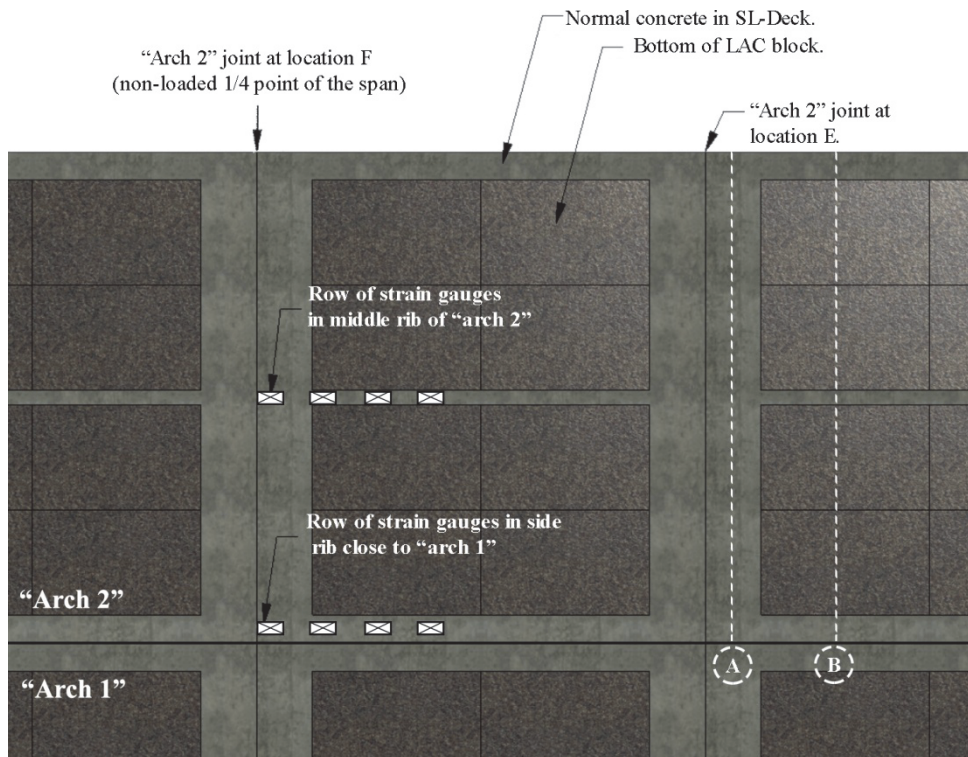 Normal concrete in SL-Deck.
Bottom of LAC block.
“Arch 2” joint at location F
(non-loaded 1/4 point of the span)
“Arch 2” joint at
location E.
Row of strain gauges
in middle rib of “arch 2”
Row of strain gauges in side
rib close to “arch 1”
“Arch 2”
“Arch 1”
A
B